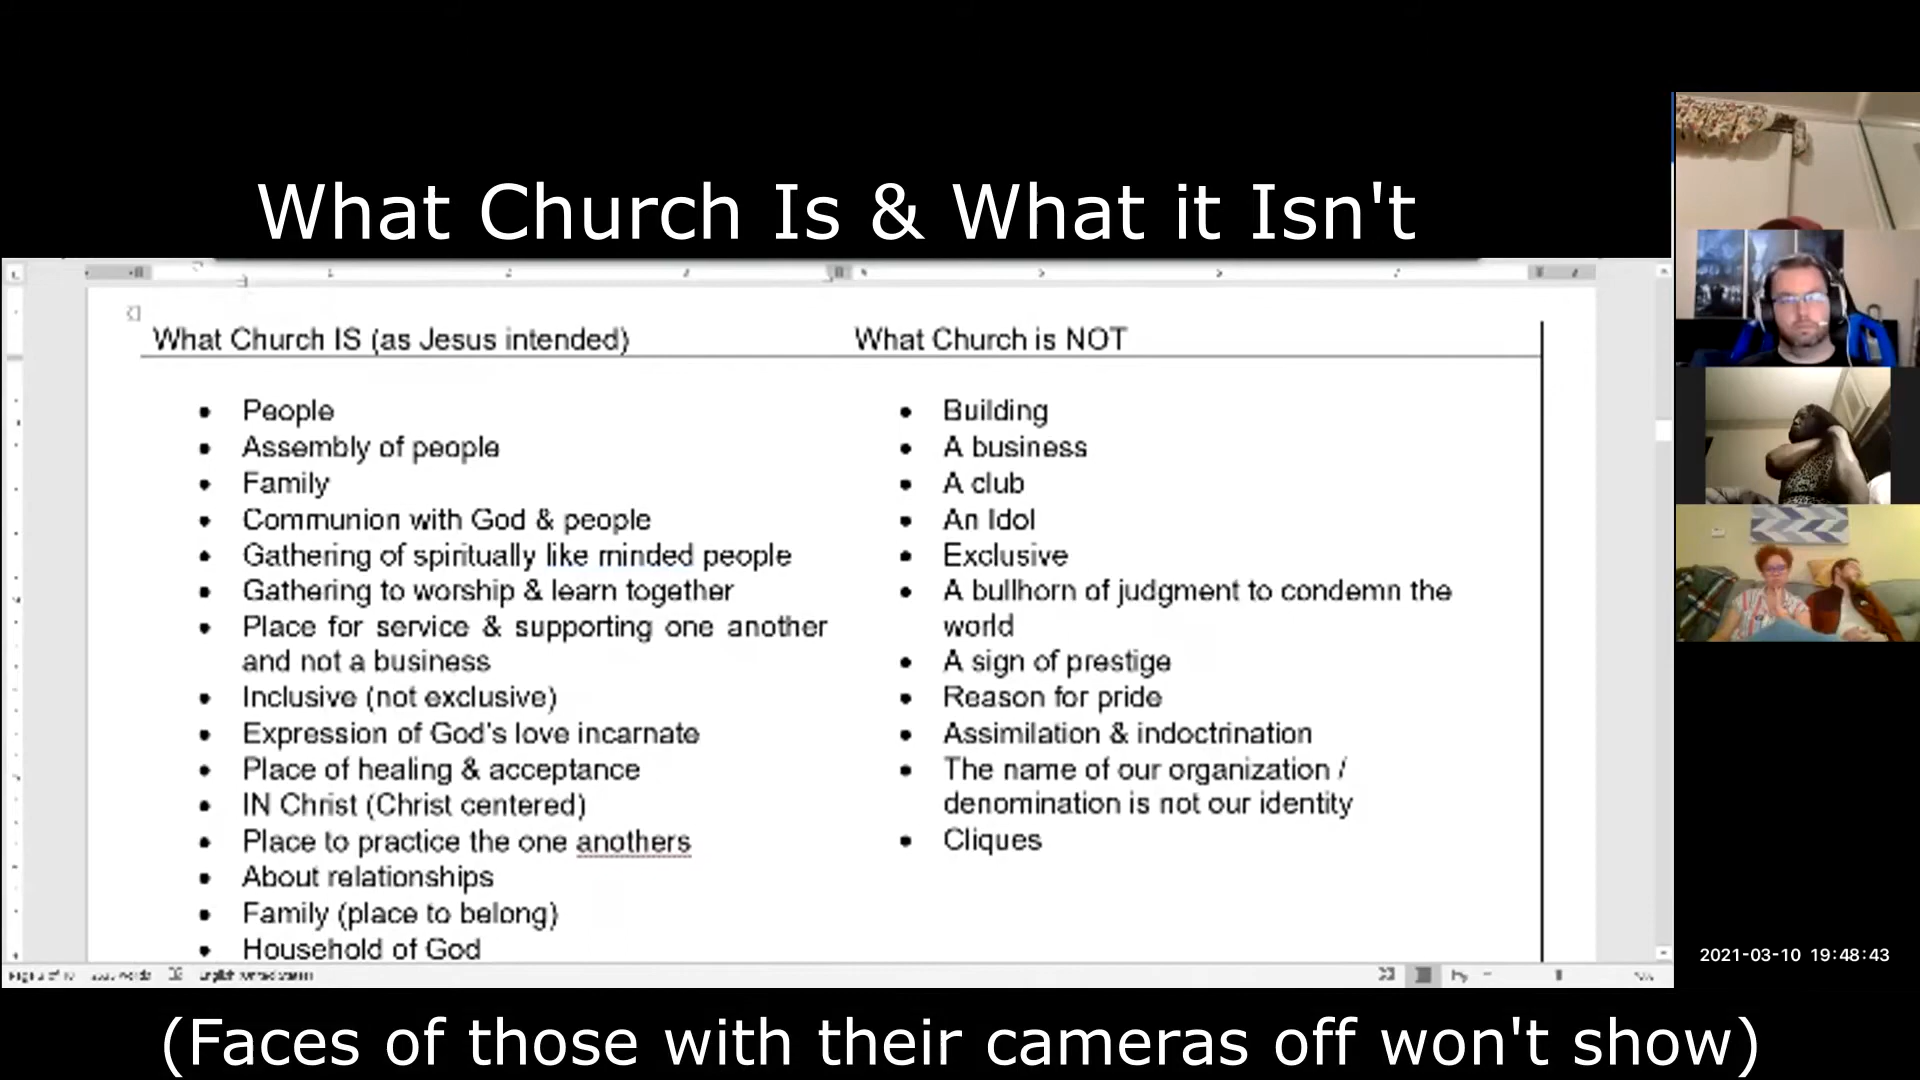 What Church Is & What it Isn't
What Church IS (as Jesus intended)
People
Assembly of people
Family
Communion with God & people
Gathering of spiritually like minded people
Gathering to worship & learn together
Place for service & supporting one another
and not a business
Inclusive (not exclusive)
Expression of God's love incarnate
Place of healing & acceptance
IN Christ (Christ centered)
Place to practice the one anothers
About relationships
Family (place to belong)
Household of God
What Church is NOT
Building
A business
A club
An Idol
Exclusive
A bullhorn of judgment to condemn the
world
A sign of prestige
Reason for pride
Assimilation & indoctrination
The name of our organization /
denomination is not our identity
Cliques
English (United States)
2021-03-10 19:48:43
(Faces of those with their cameras off won't show)